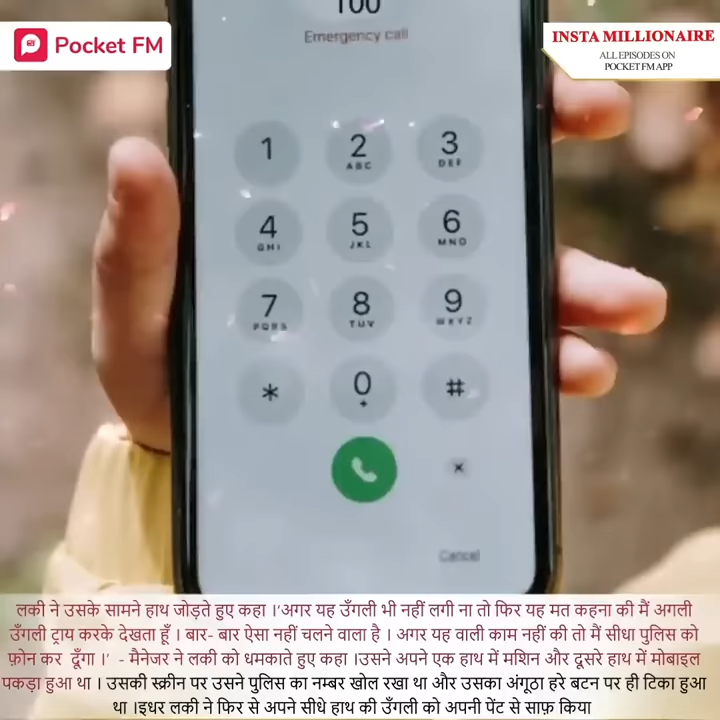 Pocket FM
INSTA MILLIONAIRE
ALL EPISODES ON
POCKET FM APP
100
Emergency call
1
2
ABC
3
DEF
4
GHI
5
JKL
6
MNO
7
PQRS
8
TUV
9
WXYZ
*
0
+
#
Cancel
लकी ने उसके सामने हाथ जोड़ते हुए कहा ।'अगर यह उँगली भी नहीं लगी ना तो फिर यह मत कहना की मैं अगली
उँगली ट्राय करके देखता हूँ । बार- बार ऐसा नहीं चलने वाला है । अगर यह वाली काम नहीं की तो मैं सीधा पुलिस को
फ़ोन कर दूँगा ।' - मैनेजर ने लकी को धमकाते हुए कहा ।उसने अपने एक हाथ में मशिन और दूसरे हाथ में मोबाइल
पकड़ा हुआ था । उसकी स्क्रीन पर उसने पुलिस का नम्बर खोल रखा था और उसका अंगूठा हरे बटन पर ही टिका हुआ
था ।इधर लकी ने फिर से अपने सीधे हाथ की उँगली को अपनी पेंट से साफ़ किया